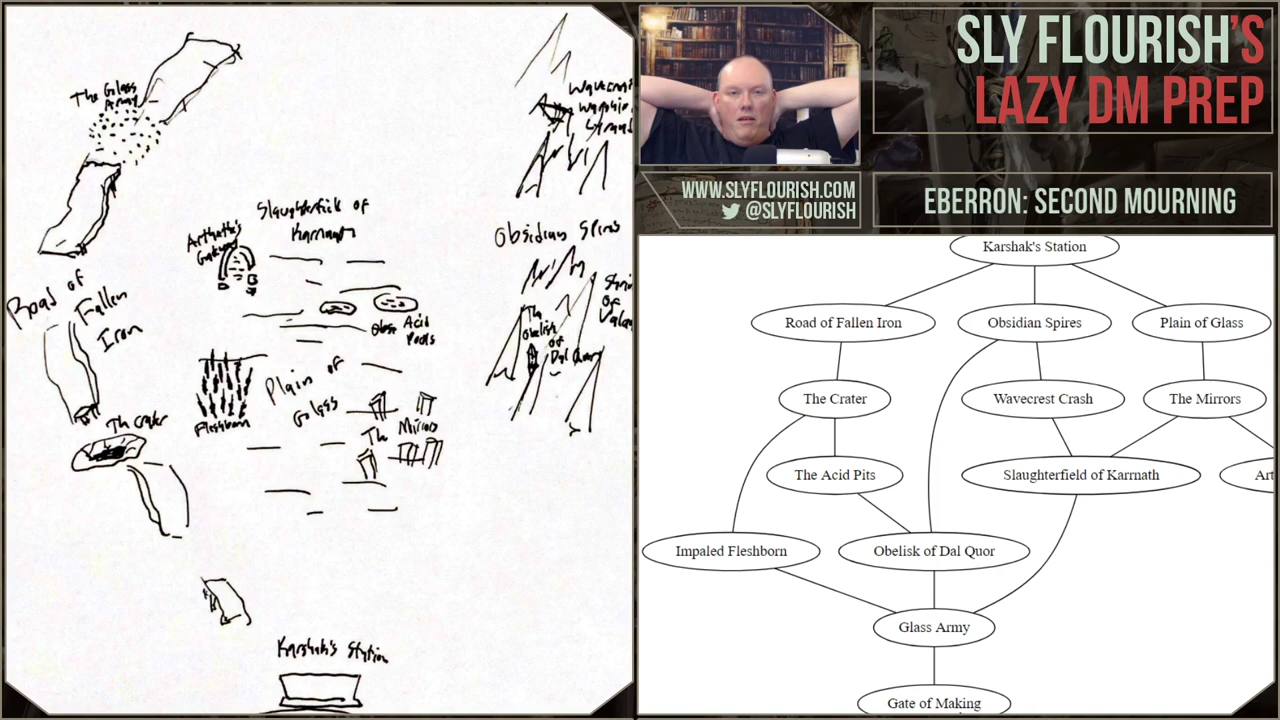 The Glass
Army
Wavecrest
Warship
Slaughterfield of
Karrnath
Obsidian Spires
Road of
Fallen
Iron
Acid
Pools
The
Obelisk
of
Dal Quor
Plain of
Glass
Fleshborn
The Crater
The Mirrors
Karshak's Station
SLY FLOURISH'S
LAZY DM PREP
WWW.SLYFLOURISH.COM
@SLYFLOURISH
EBERRON: SECOND MOURNING
Karshak's Station
Road of Fallen Iron
Obsidian Spires
Plain of Glass
The Crater
Wavecrest Crash
The Mirrors
The Acid Pits
Slaughterfield of Karrnath
Art
Impaled Fleshborn
Obelisk of Dal Quor
Glass Army
Gate of Making